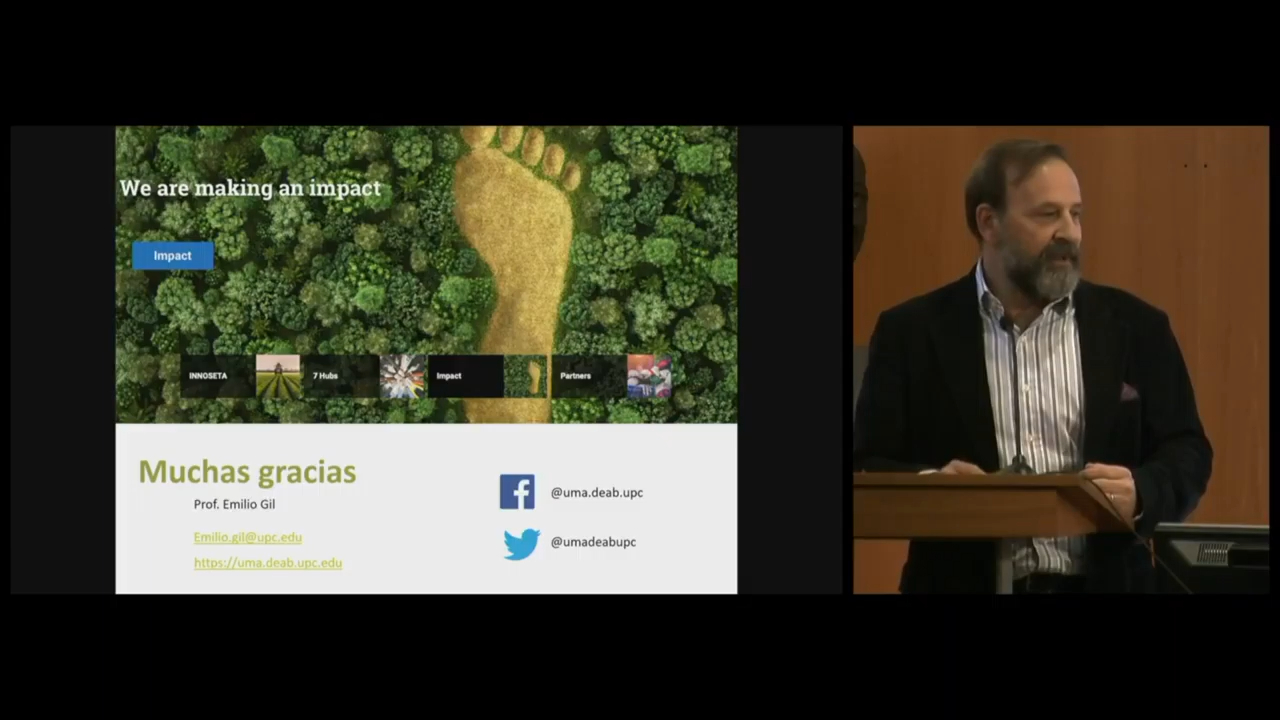 We are making an impact
Impact
INNOSETA
7 Hubs
Impact
Partners
Muchas gracias
Prof. Emilio Gil
Emilio.gil@upc.edu
https://uma.deab.upc.edu
@uma.deab.upc
@umadeabupc